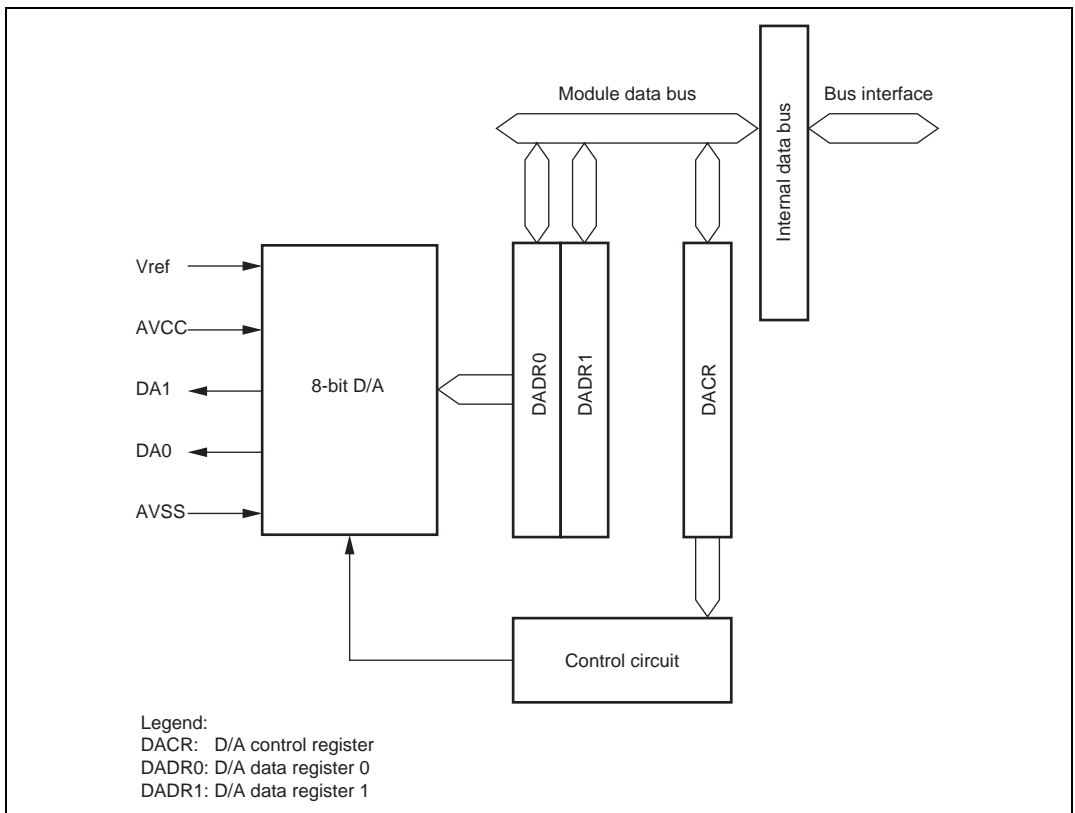 Module data bus
Bus interface
Internal data bus
Vref
AVCC
DA1
DA0
AVSS
8-bit D/A
DADR0
DADR1
DACR
Control circuit
Legend:
DACR: D/A control register
DADR0: D/A data register 0
DADR1: D/A data register 1